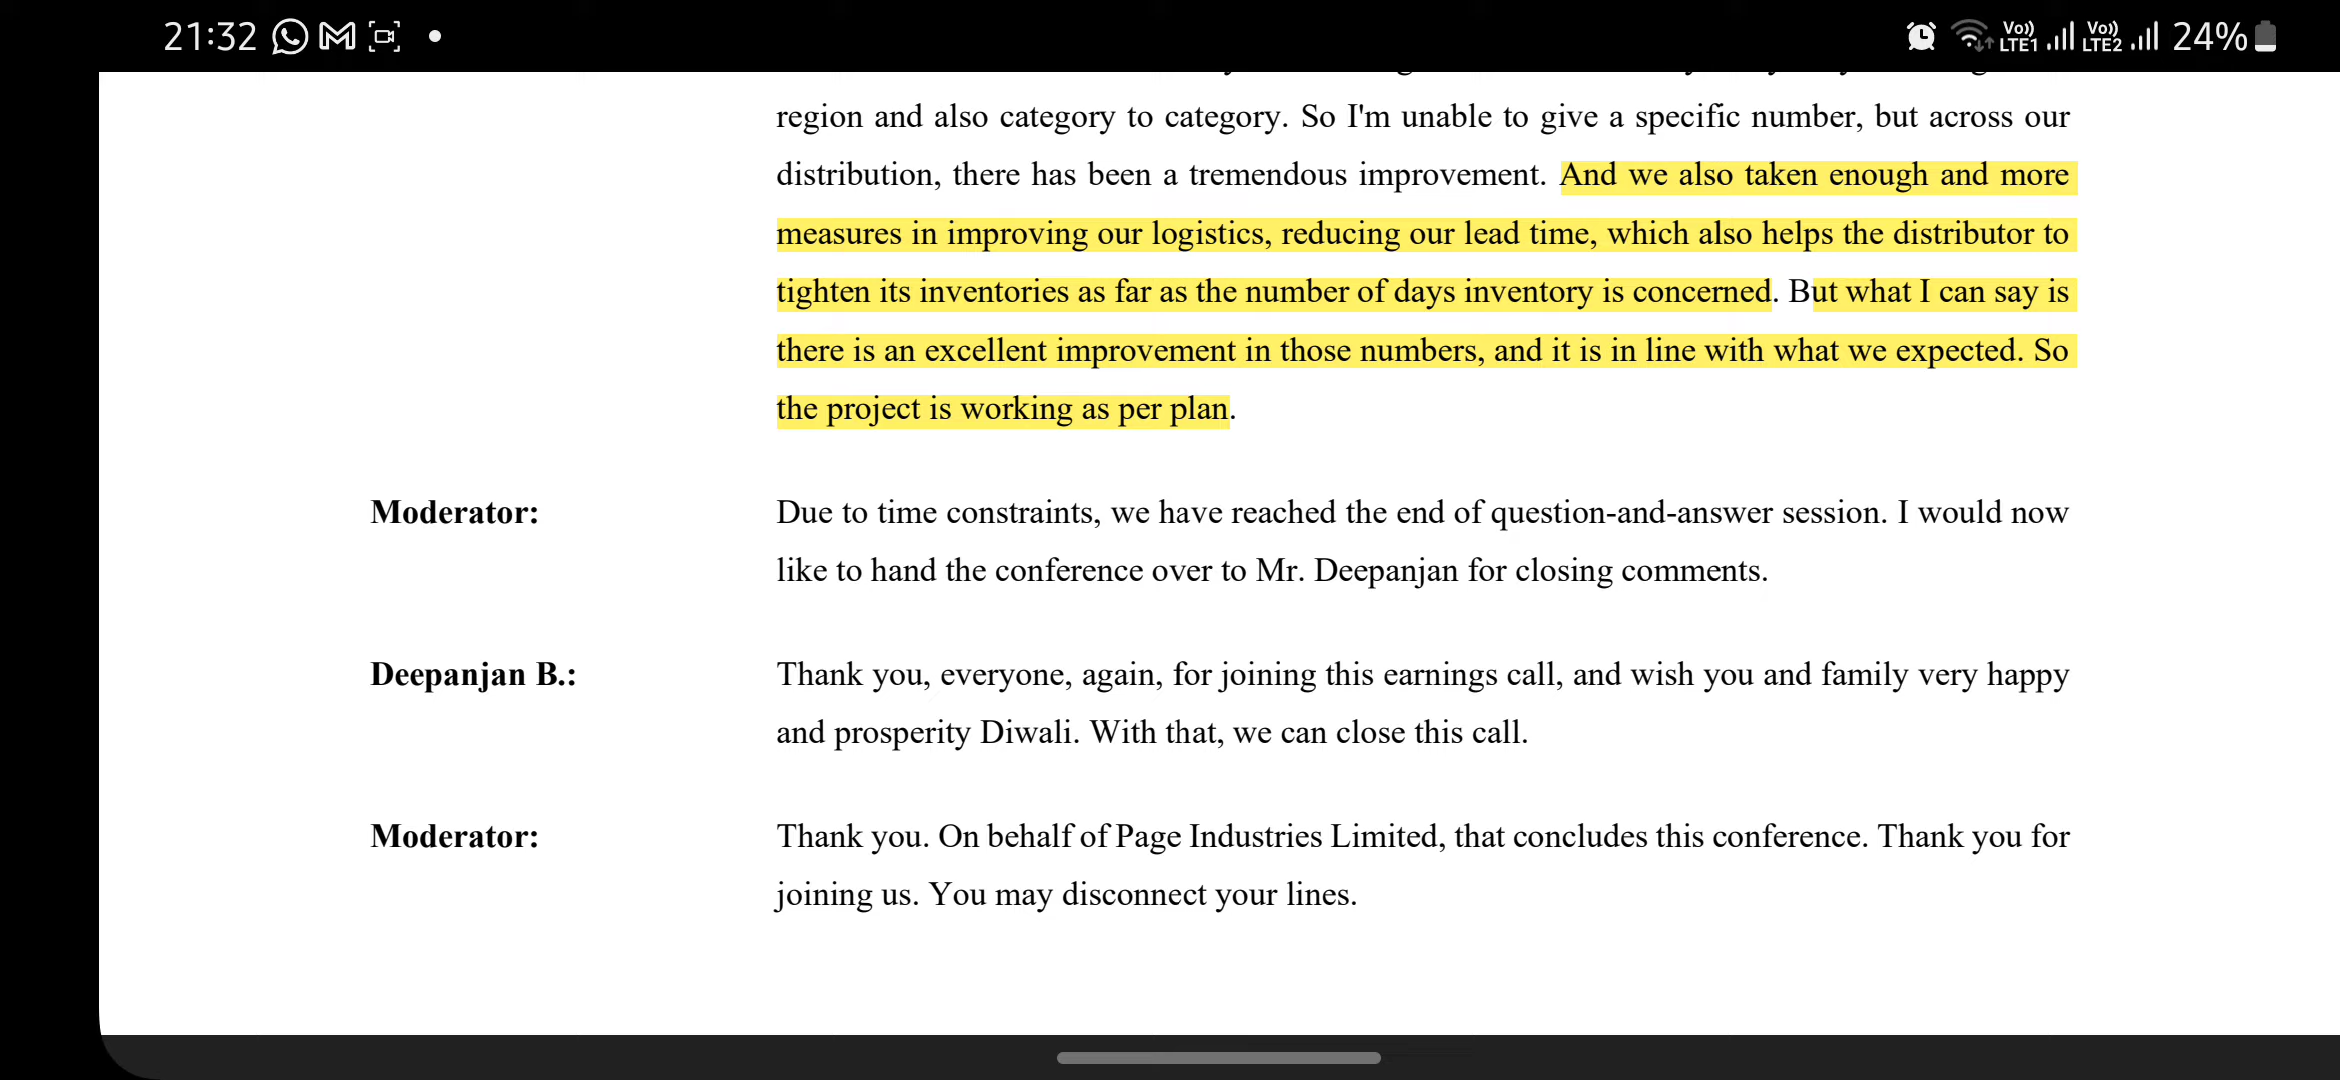 21:32
Vo)) LTE1 Vo)) LTE2 24%
region and also category to category. So I'm unable to give a specific number, but across our
distribution, there has been a tremendous improvement. And we also taken enough and more
measures in improving our logistics, reducing our lead time, which also helps the distributor to
tighten its inventories as far as the number of days inventory is concerned. But what I can say is
there is an excellent improvement in those numbers, and it is in line with what we expected. So
the project is working as per plan.
Moderator: Due to time constraints, we have reached the end of question-and-answer session. I would now
like to hand the conference over to Mr. Deepanjan for closing comments.
Deepanjan B.: Thank you, everyone, again, for joining this earnings call, and wish you and family very happy
and prosperity Diwali. With that, we can close this call.
Moderator: Thank you. On behalf of Page Industries Limited, that concludes this conference. Thank you for
joining us. You may disconnect your lines.